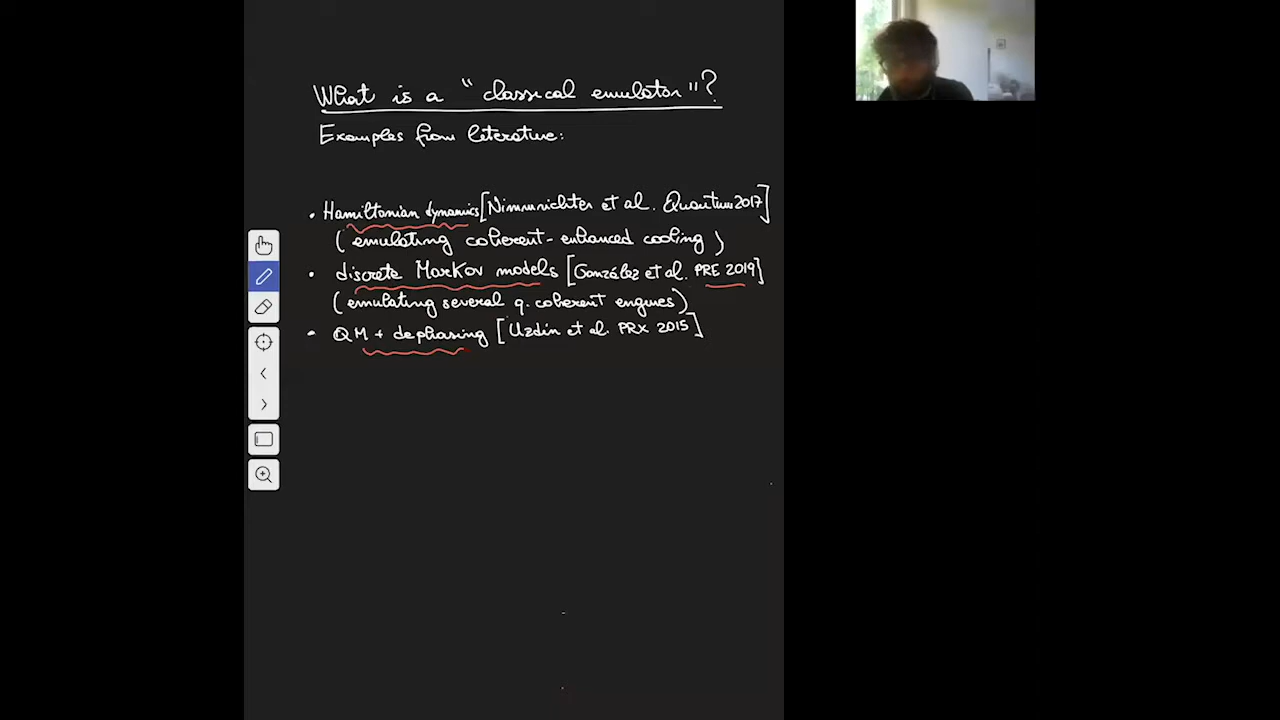 What is a "classical emulator"?
Examples from literature:
• Hamiltonian dynamics [Nimmrichter et al. Quantum 2017]
(emulating coherent-enhanced cooling)
• discrete Markov models [González et al. PRE 2019]
(emulating several q. coherent engines)
• QM + dephasing [Uzdin et al. PRX 2015]